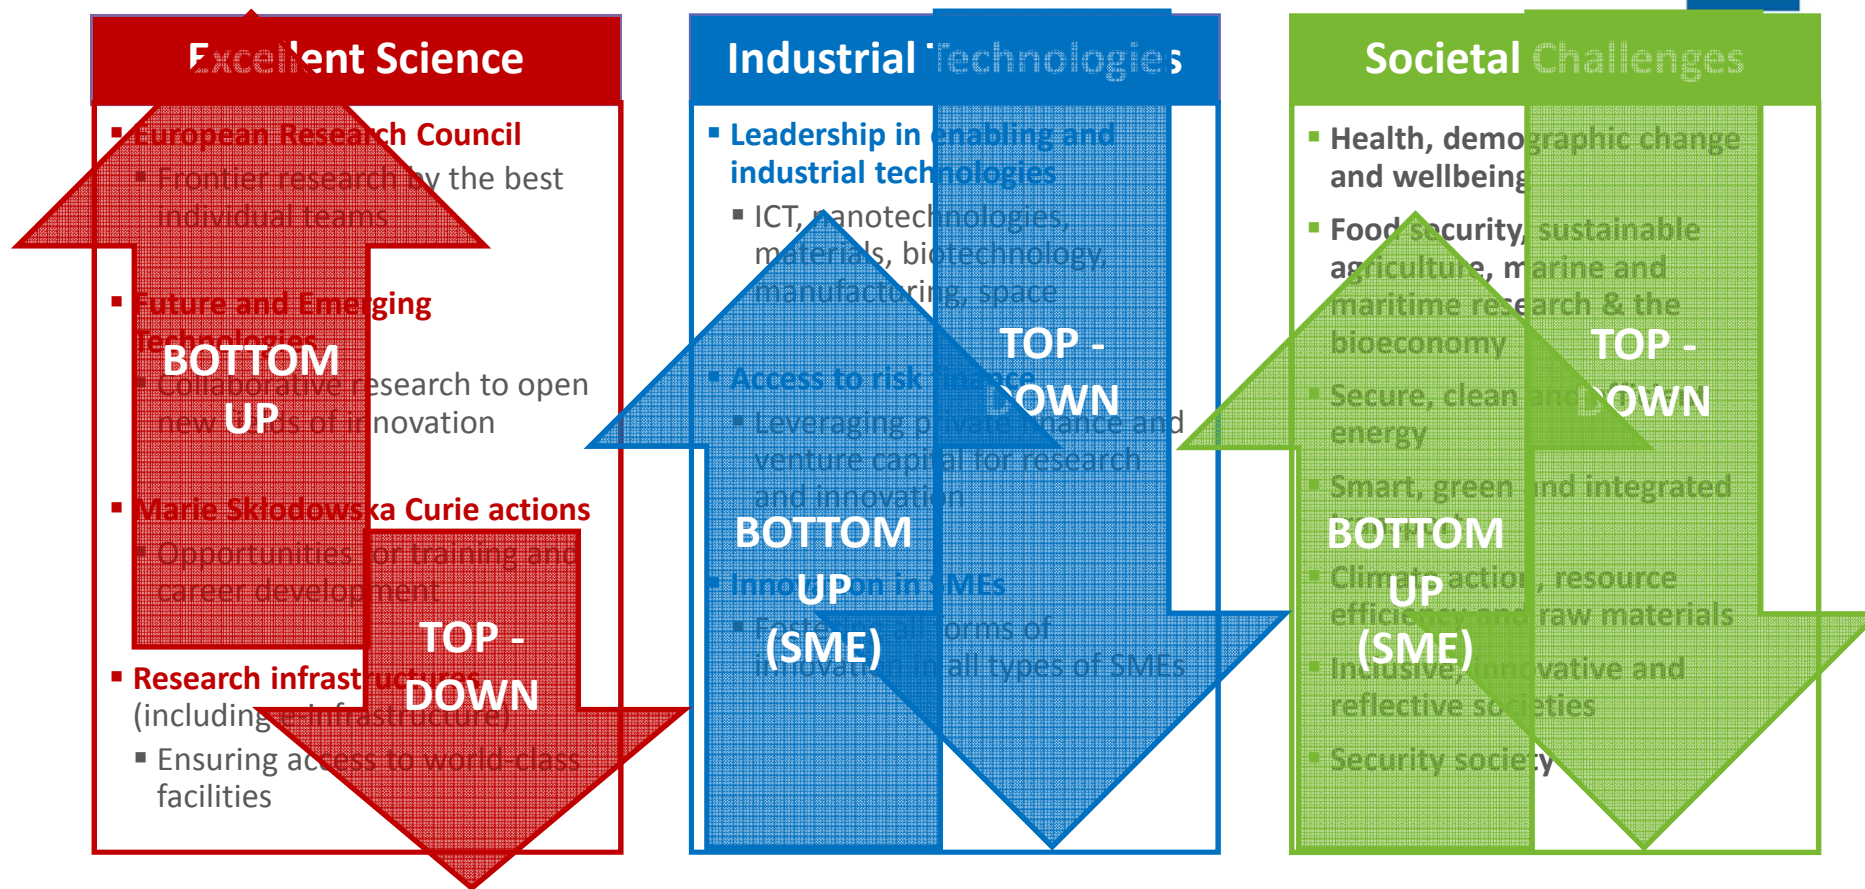 Excellent Science
▪ European Research Council
▪ Frontier research by the best
individual teams
▪ Future and Emerging
Technologies
▪ Collaborative research to open
new fields of innovation
▪ Marie Skłodowska Curie actions
▪ Opportunities for training and
career development
▪ Research infrastructures
(including e-infrastructure)
▪ Ensuring access to world-class
facilities
BOTTOM
UP
TOP -
DOWN
Industrial Technologies
▪ Leadership in enabling and
industrial technologies
▪ ICT, nanotechnologies,
materials, biotechnology,
manufacturing, space
▪ Access to risk finance
▪ Leveraging private finance and
venture capital for research
and innovation
▪ Innovation in SMEs
▪ Fostering all forms of
innovation in all types of SMEs
TOP -
DOWN
BOTTOM
UP
(SME)
Societal Challenges
▪ Health, demographic change
and wellbeing
▪ Food security, sustainable
agriculture, marine and
maritime research & the
bioeconomy
▪ Secure, clean and
energy
▪ Smart, green and integrated
▪ Climate action, resource
efficiency and raw materials
▪ Inclusive, innovative and
reflective societies
▪ Security society
TOP -
DOWN
BOTTOM
UP
(SME)